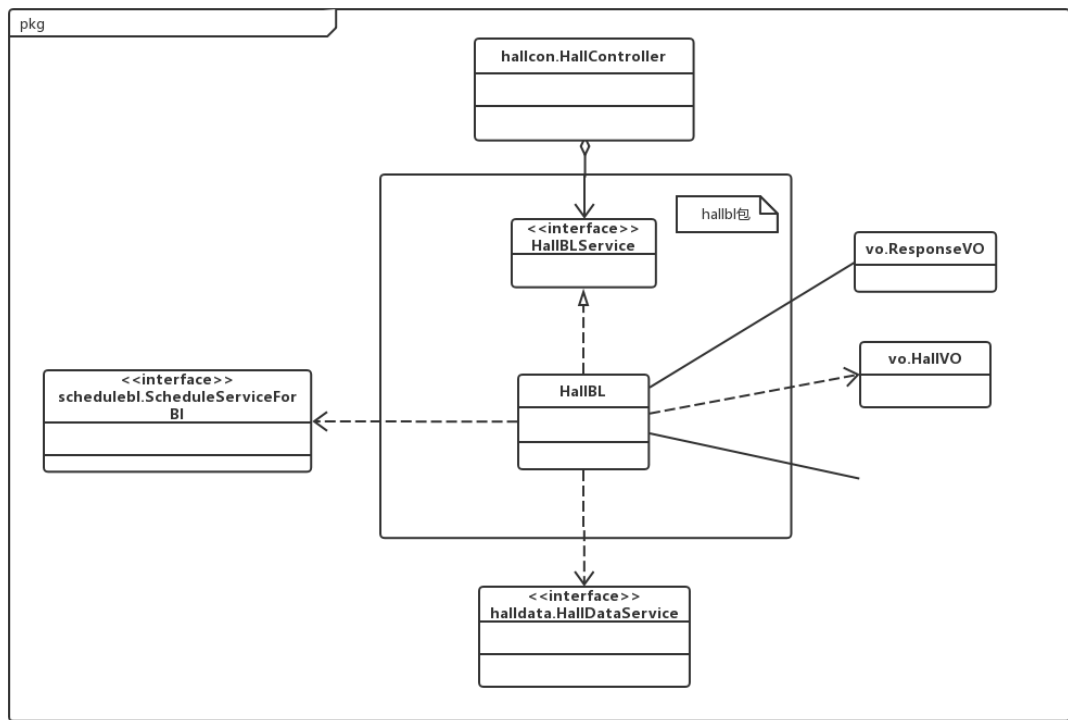 pkg
hallcon.HallController
hallbl包
<<interface>>
HallBLService
vo.ResponseVO
vo.HallVO
<<interface>>
schedulebl.ScheduleServiceFor
Bl
HallBL
<<interface>>
halldata.HallDataService